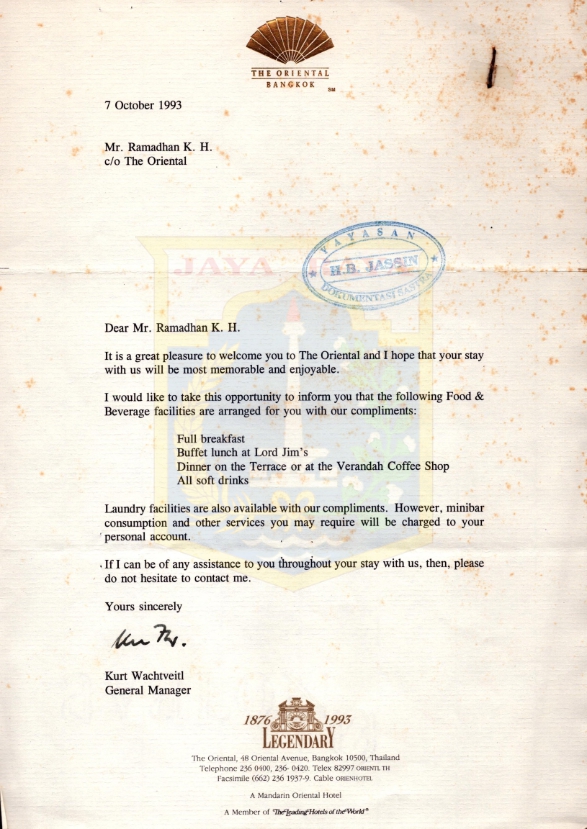 THE ORIENTAL
BANGKOK
SM
7 October 1993
Mr. Ramadhan K. H.
c/o The Oriental
YAYASAN
H.B. JASSIN
DOKUMENTASI SASTRA
JAYA
Dear Mr. Ramadhan K. H.
It is a great pleasure to welcome you to The Oriental and I hope that your stay
with us will be most memorable and enjoyable.
I would like to take this opportunity to inform you that the following Food &
Beverage facilities are arranged for you with our compliments:
Full breakfast
Buffet lunch at Lord Jim's
Dinner on the Terrace or at the Verandah Coffee Shop
All soft drinks
Laundry facilities are also available with our compliments. However, minibar
consumption and other services you may require will be charged to your
personal account.
If I can be of any assistance to you throughout your stay with us, then, please
do not hesitate to contact me.
Yours sincerely
Kurt Wachtveitl
General Manager
1876 1993
LEGENDARY
The Oriental, 48 Oriental Avenue, Bangkok 10500, Thailand
Telephone 236 0400, 236- 0420. Telex 82997 ORIENTL TH
Facsimile (662) 236 1937-9. Cable ORIENHOTEL
A Mandarin Oriental Hotel
A Member of The Leading Hotels of the World®